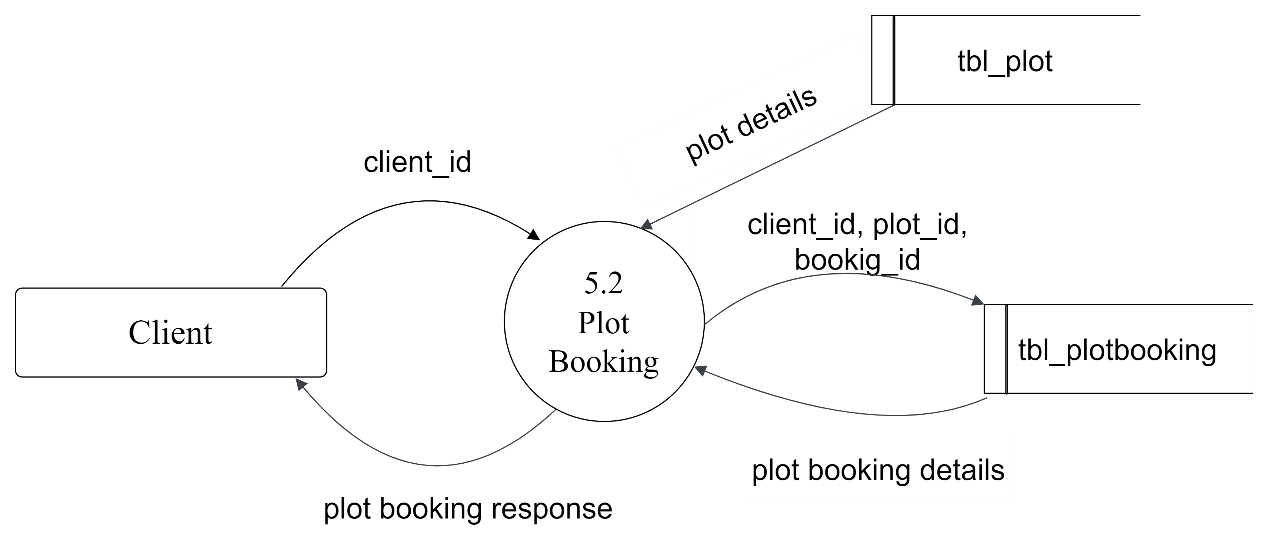 tbl_plot
plot details
client_id
client_id, plot_id,
bookig_id
5.2
Plot
Booking
Client
tbl_plotbooking
plot booking details
plot booking response